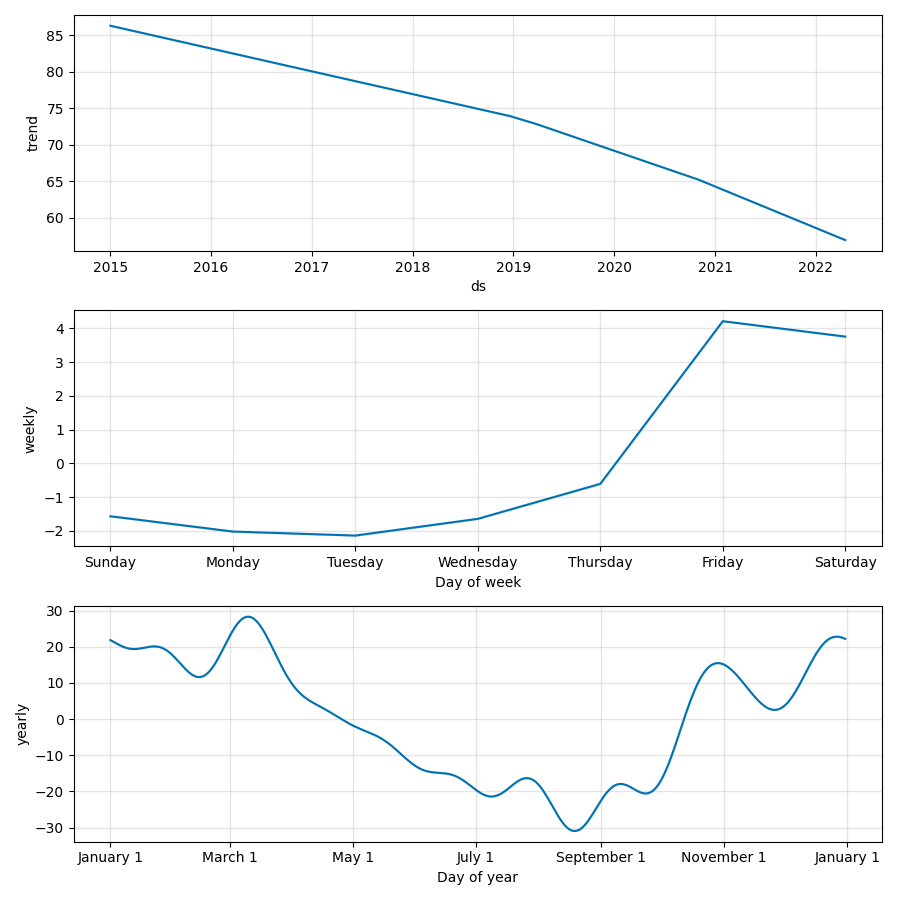 85
80
75
70
65
60
trend
2015 2016 2017 2018 2019 2020 2021 2022
ds
4
3
2
1
0
−1
−2
weekly
Sunday Monday Tuesday Wednesday Thursday Friday Saturday
Day of week
30
20
10
0
−10
−20
−30
yearly
January 1 March 1 May 1 July 1 September 1 November 1 January 1
Day of year